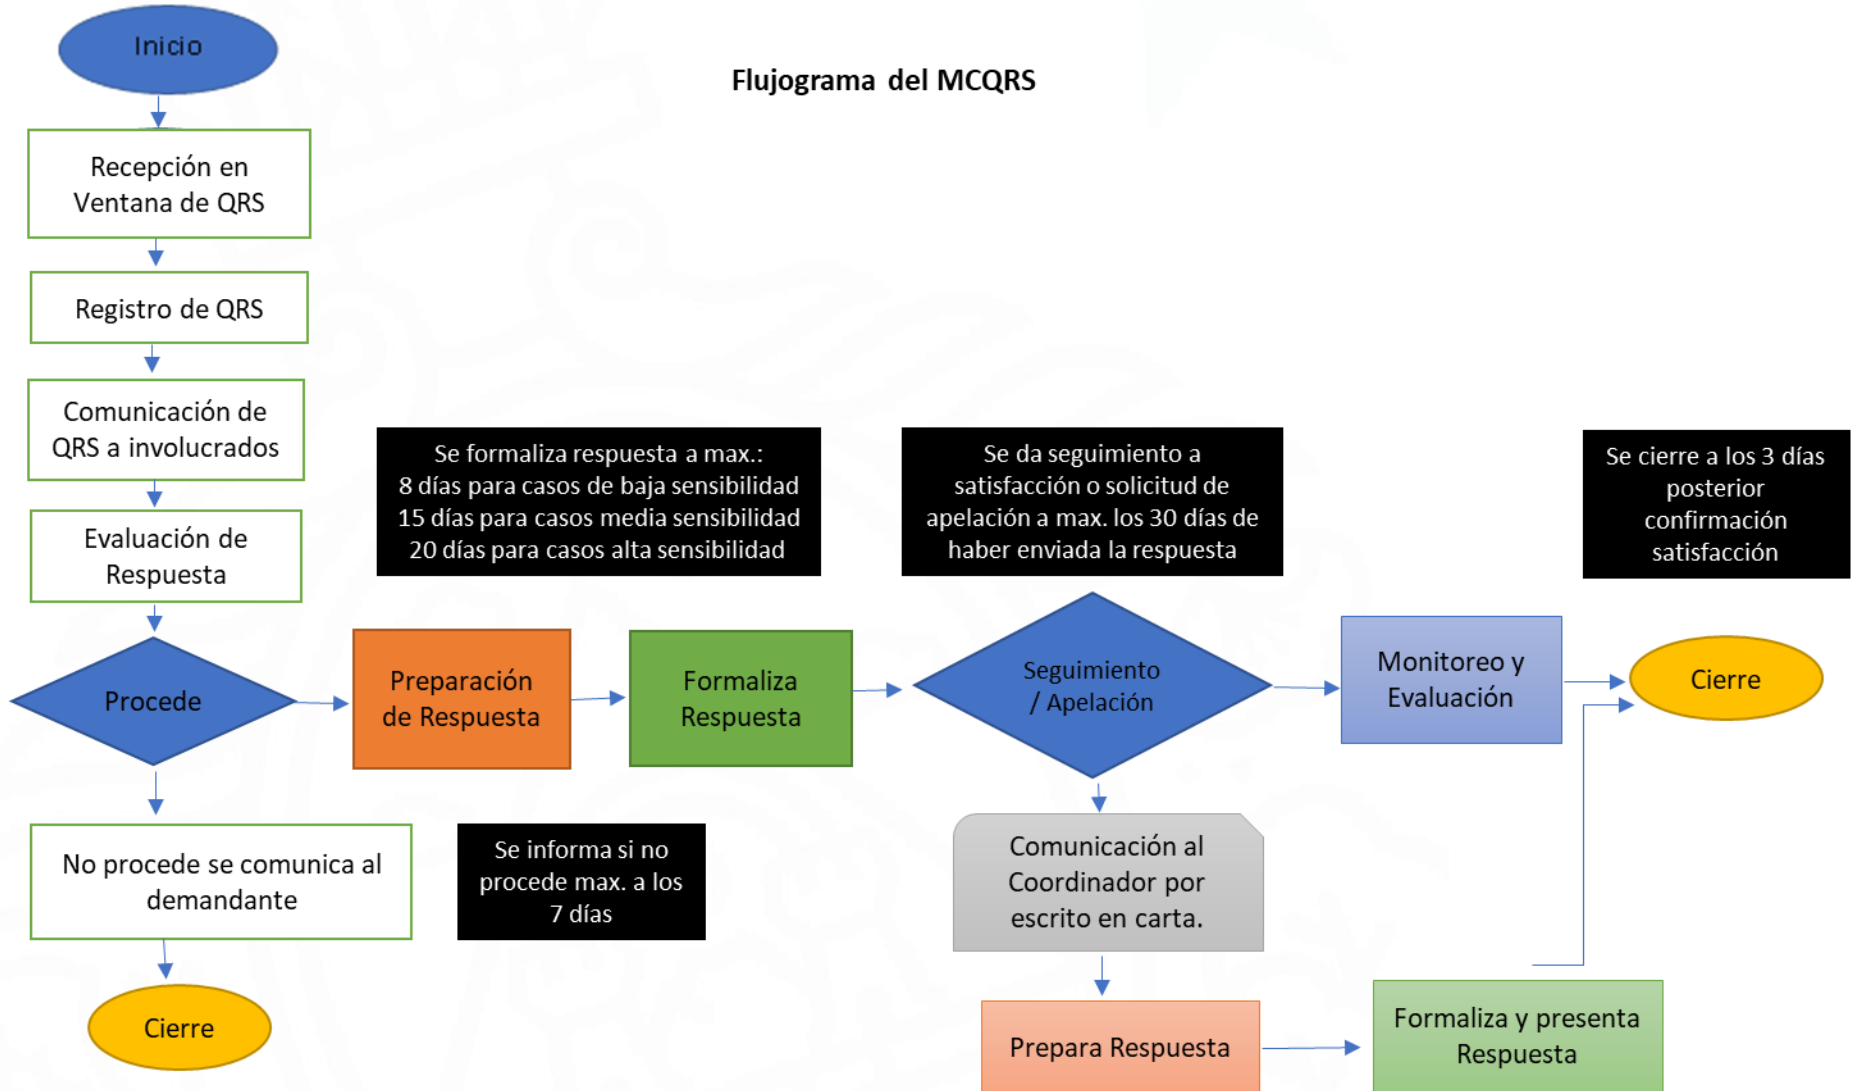 Inicio
Flujograma del MCQRS
Recepción en
Ventana de QRS
Registro de QRS
Comunicación de
QRS a involucrados
Evaluación de
Respuesta
Se formaliza respuesta a max.:
8 días para casos de baja sensibilidad
15 días para casos media sensibilidad
20 días para casos alta sensibilidad
Se da seguimiento a
satisfacción o solicitud de
apelación a max. los 30 días de
haber enviada la respuesta
Se cierre a los 3 días
posterior
confirmación
satisfacción
Procede
Preparación
de Respuesta
Formaliza
Respuesta
Seguimiento
/ Apelación
Monitoreo y
Evaluación
Cierre
No procede se comunica al
demandante
Se informa si no
procede max. a los
7 días
Comunicación al
Coordinador por
escrito en carta.
Cierre
Prepara Respuesta
Formaliza y presenta
Respuesta